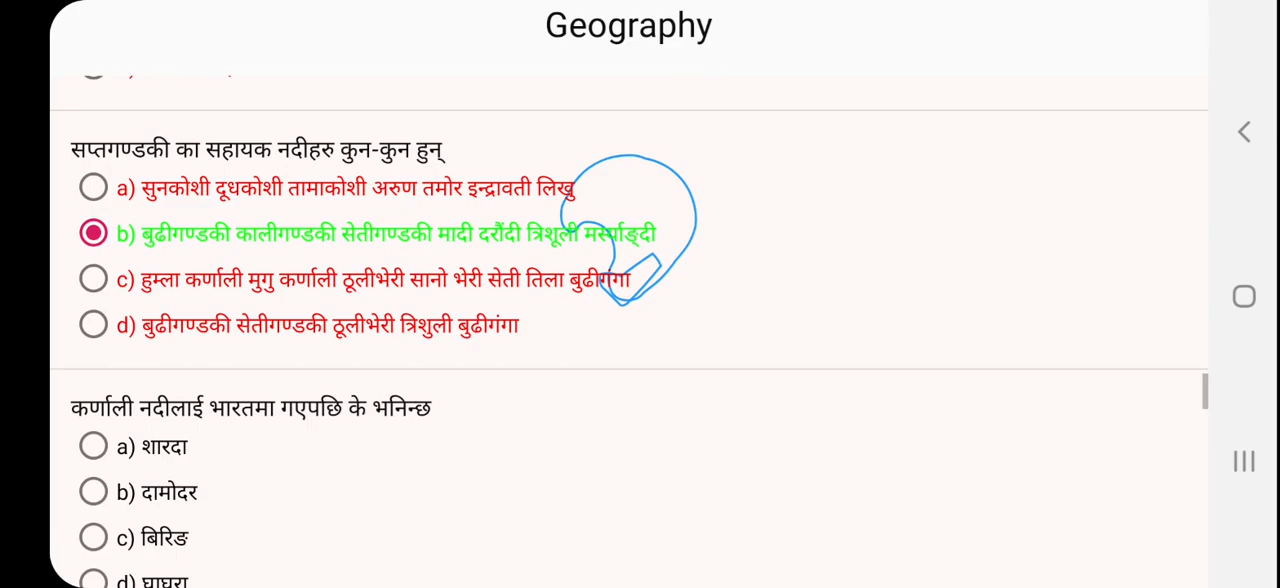 Geography
सप्तगण्डकी का सहायक नदीहरु कुन-कुन हुन्
a) सुनकोशी दूधकोशी तामाकोशी अरुण तमोर इन्द्रावती लिखु
b) बुढीगण्डकी कालीगण्डकी सेतीगण्डकी मादी दरौंदी त्रिशूली मर्स्याङ्दी
c) हुम्ला कर्णाली मुगु कर्णाली ठूलीभेरी सानो भेरी सेती तिला बुढीगंगा
d) बुढीगण्डकी सेतीगण्डकी ठूलीभेरी त्रिशुली बुढीगंगा
कर्णाली नदीलाई भारतमा गएपछि के भनिन्छ
a) शारदा
b) दामोदर
c) बिरिङ
d) घाघरा